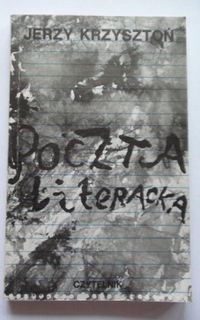 JERZY KRZYSZTOŃ
POCZTA
LiTERACKA
CZYTELNIK